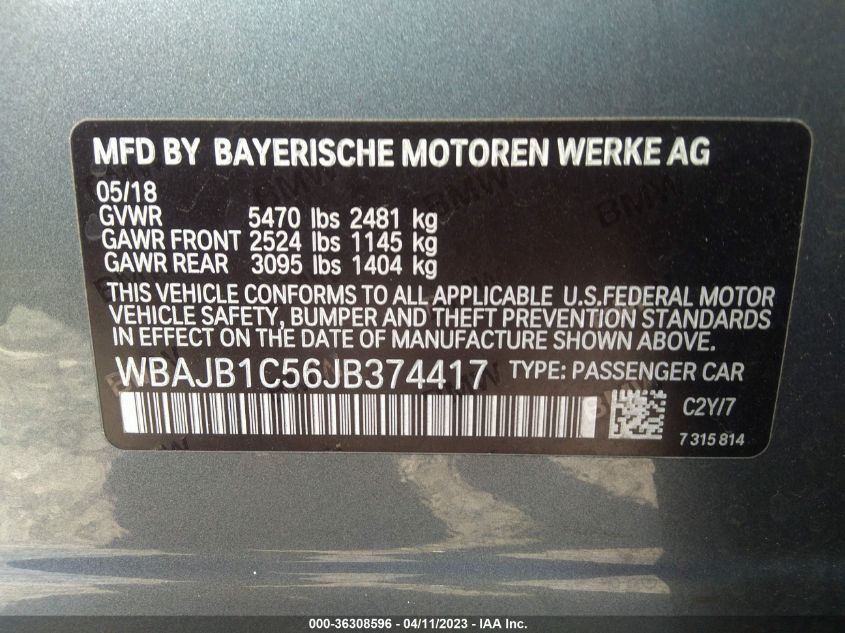 MFD BY BAYERISCHE MOTOREN WERKE AG
05/18
GVWR 5470 lbs 2481 kg
GAWR FRONT 2524 lbs 1145 kg
GAWR REAR 3095 lbs 1404 kg
THIS VEHICLE CONFORMS TO ALL APPLICABLE U.S.FEDERAL MOTOR
VEHICLE SAFETY, BUMPER AND THEFT PREVENTION STANDARDS
IN EFFECT ON THE DATE OF MANUFACTURE SHOWN ABOVE.
WBAJB1C56JB374417 TYPE: PASSENGER CAR
C2Y/7
7 315 814
000-36308596 - 04/11/2023 - IAA Inc.